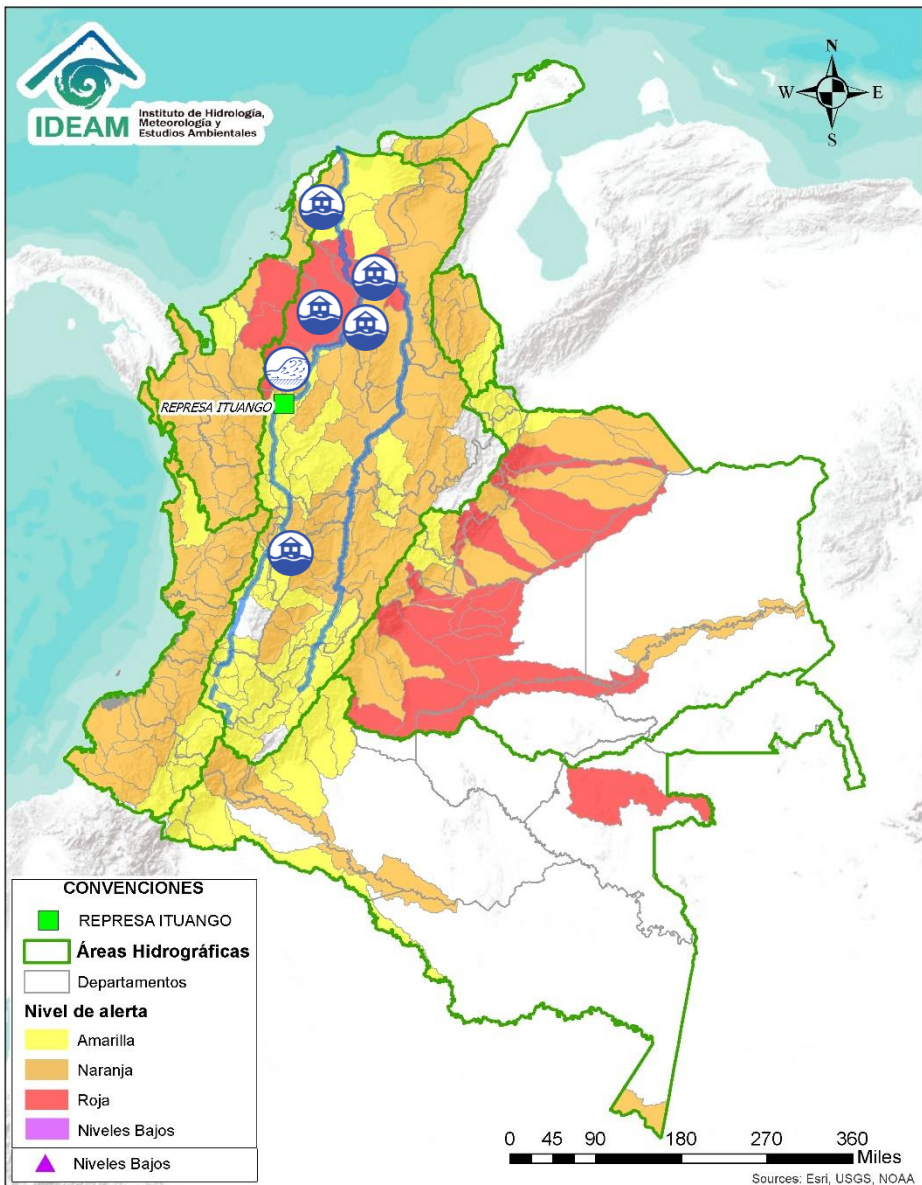 IDEAM
Instituto de Hidrología,
Meteorología y
Estudios Ambientales
N
W E
S
REPRESA ITUANGO
CONVENCIONES
REPRESA ITUANGO
Áreas Hidrográficas
Departamentos
Nivel de alerta
Amarilla
Naranja
Roja
Niveles Bajos
Niveles Bajos
0 45 90 180 270 360
Miles
Sources: Esri, USGS, NOAA